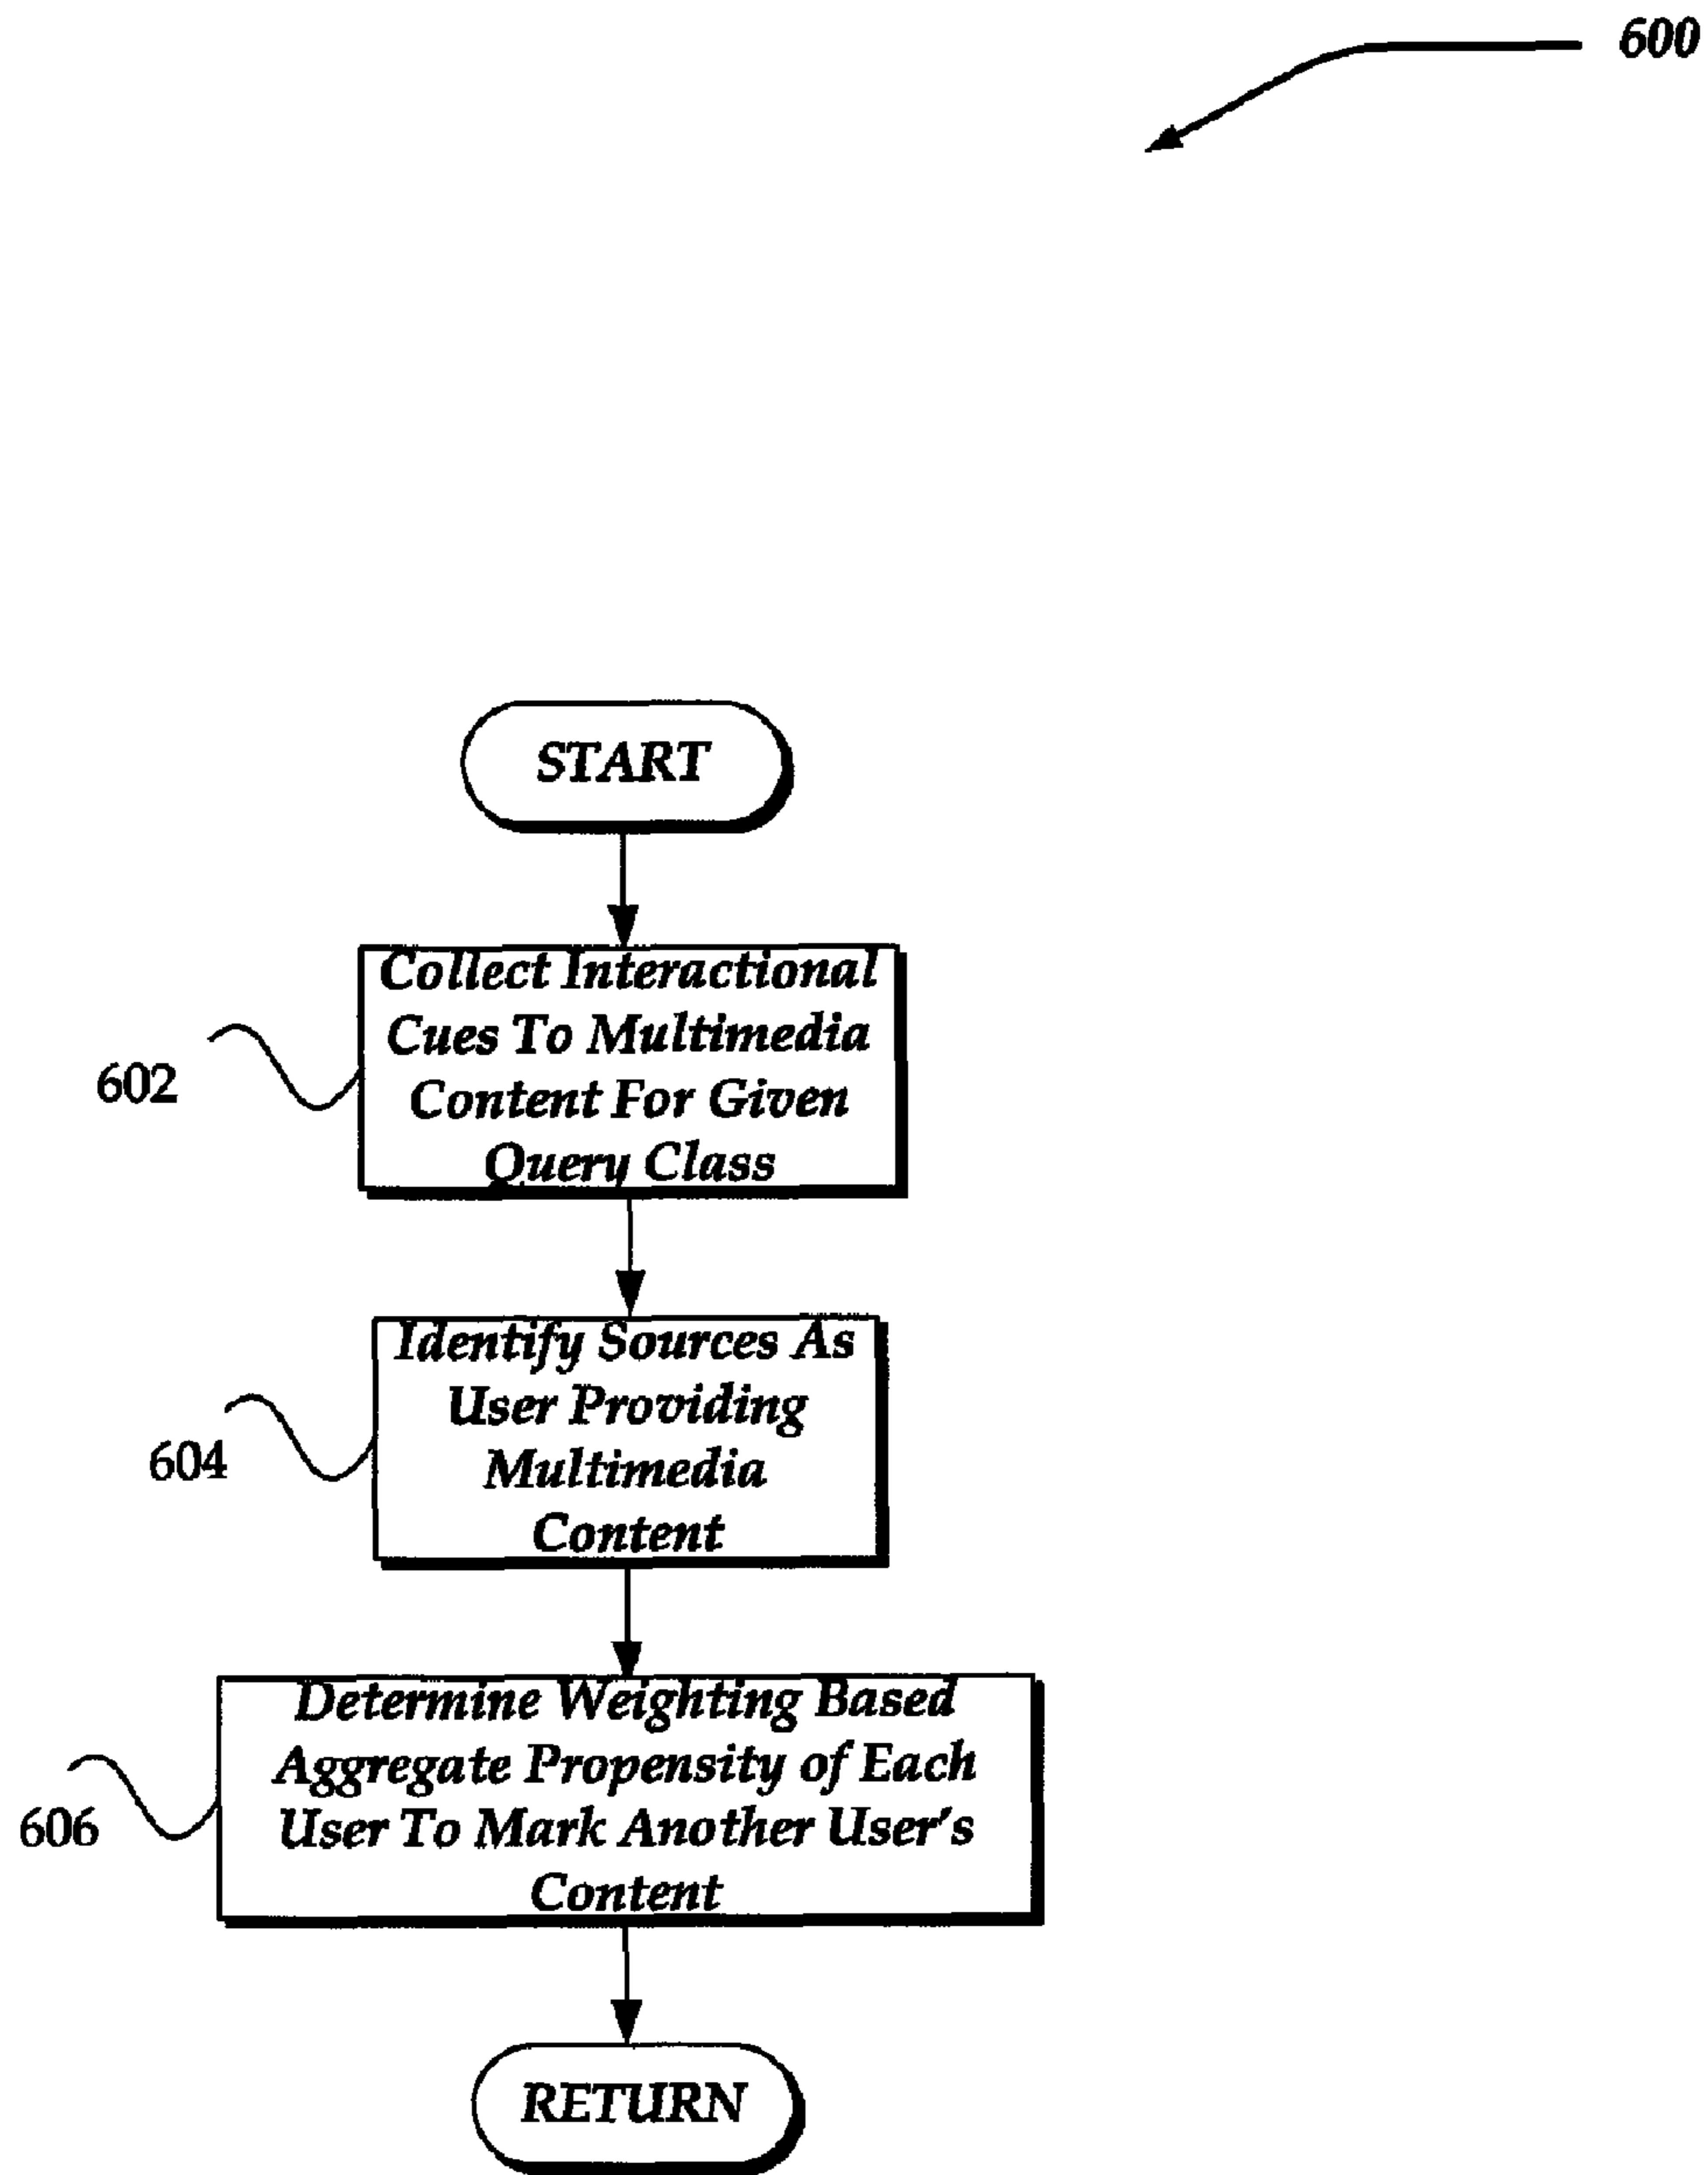 600
START
Collect Interactional
Cues To Multimedia
Content For Given
Query Class
602
Identify Sources As
User Providing
Multimedia
Content
604
Determine Weighting Based
Aggregate Propensity of Each
User To Mark Another User's
Content
606
RETURN